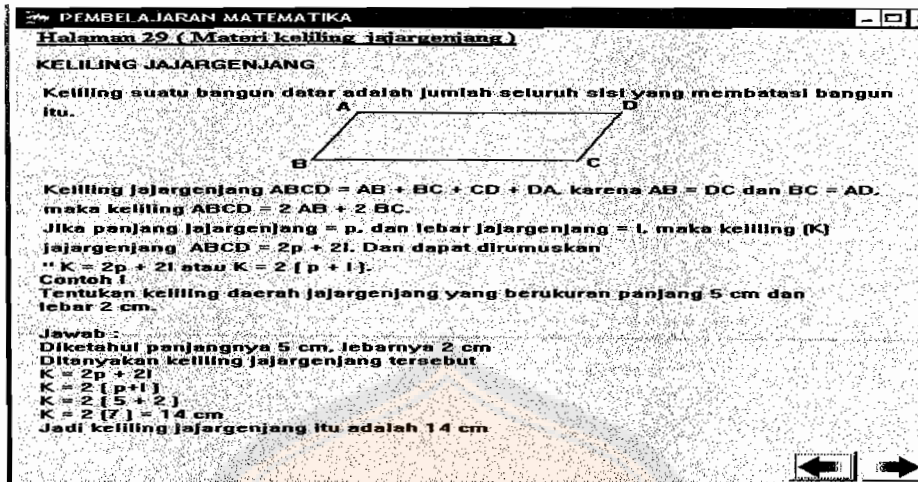 PEMBELAJARAN MATEMATIKA
Halaman 29 ( Materi keliling jajargenjang )
KELILING JAJARGENJANG
Keliling suatu bangun datar adalah jumlah seluruh sisi yang membatasi bangun
itu.
A D
B C
Keliling jajargenjang ABCD = AB + BC + CD + DA, karena AB = DC dan BC = AD,
maka keliling ABCD = 2 AB + 2 BC.
Jika panjang jajargenjang = p, dan lebar jajargenjang = l, maka keliling (K)
jajargenjang ABCD = 2p + 2l. Dan dapat dirumuskan
" K = 2p + 2l atau K = 2 ( p + l ).
Contoh I
Tentukan keliling daerah jajargenjang yang berukuran panjang 5 cm dan
lebar 2 cm.
Jawab :
Diketahui panjangnya 5 cm, lebarnya 2 cm
Ditanyakan keliling jajargenjang tersebut
K = 2p + 2l
K = 2 ( p+l )
K = 2 ( 5 + 2 )
K = 2 (7 ) = 14 cm
Jadi keliling jajargenjang itu adalah 14 cm